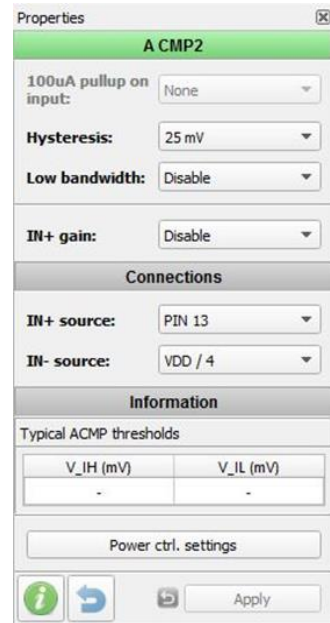 Properties
A CMP2
100uA pullup on
input:
None
Hysteresis:
25 mV
Low bandwidth:
Disable
IN+ gain:
Disable
Connections
IN+ source:
PIN 13
IN- source:
VDD / 4
Information
Typical ACMP thresholds
V_IH (mV)
V_IL (mV)
-
-
Power ctrl. settings
Apply